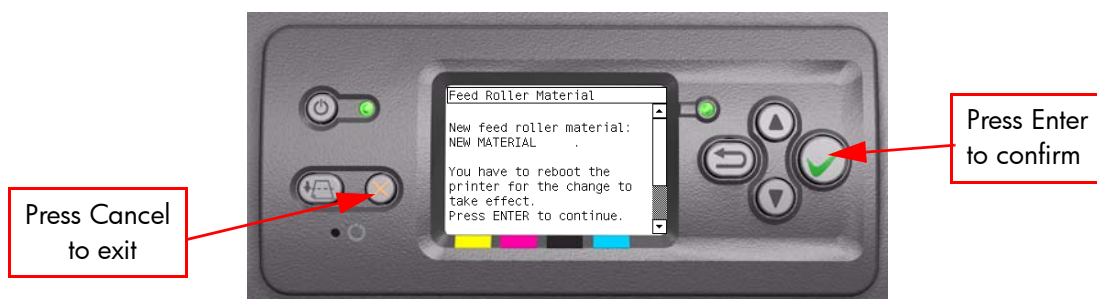 Feed Roller Material
New feed roller material:
NEW MATERIAL .
You have to reboot the
printer for the change to
take effect.
Press ENTER to continue.
Press Enter
to confirm
Press Cancel
to exit